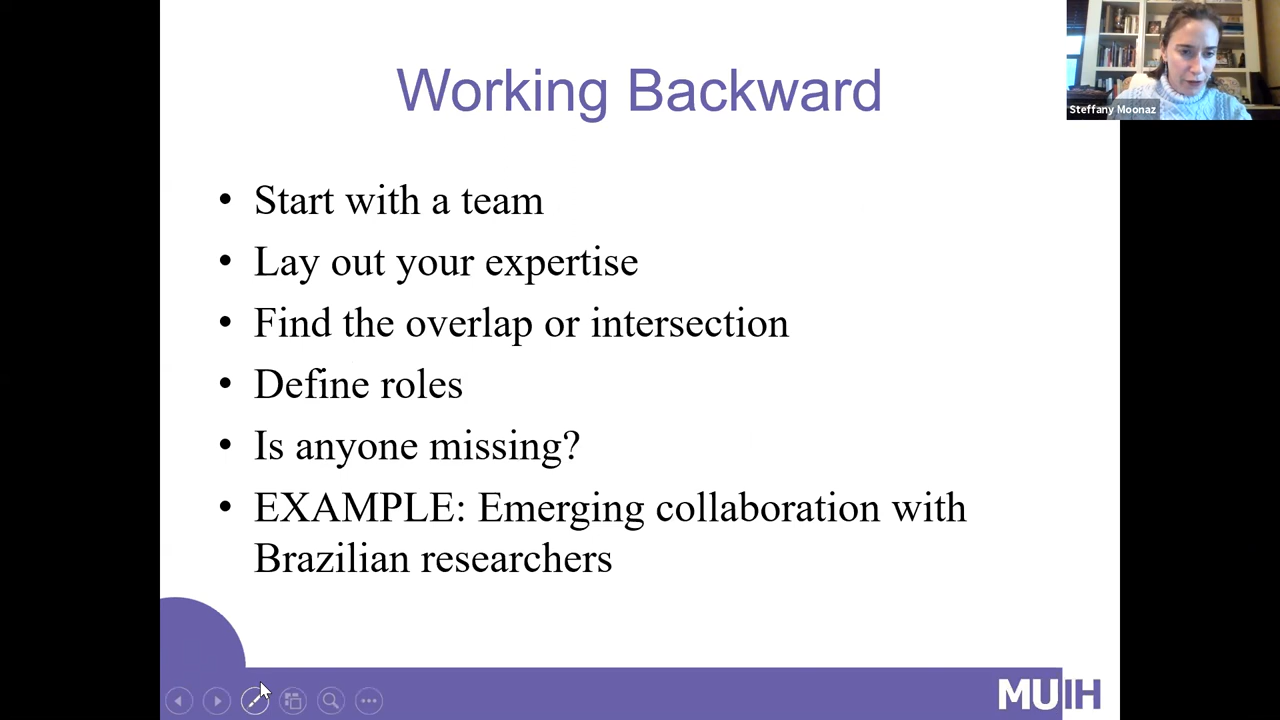 Working Backward
Steffany Moonaz
• Start with a team
• Lay out your expertise
• Find the overlap or intersection
• Define roles
• Is anyone missing?
• EXAMPLE: Emerging collaboration with
Brazilian researchers
MUIH